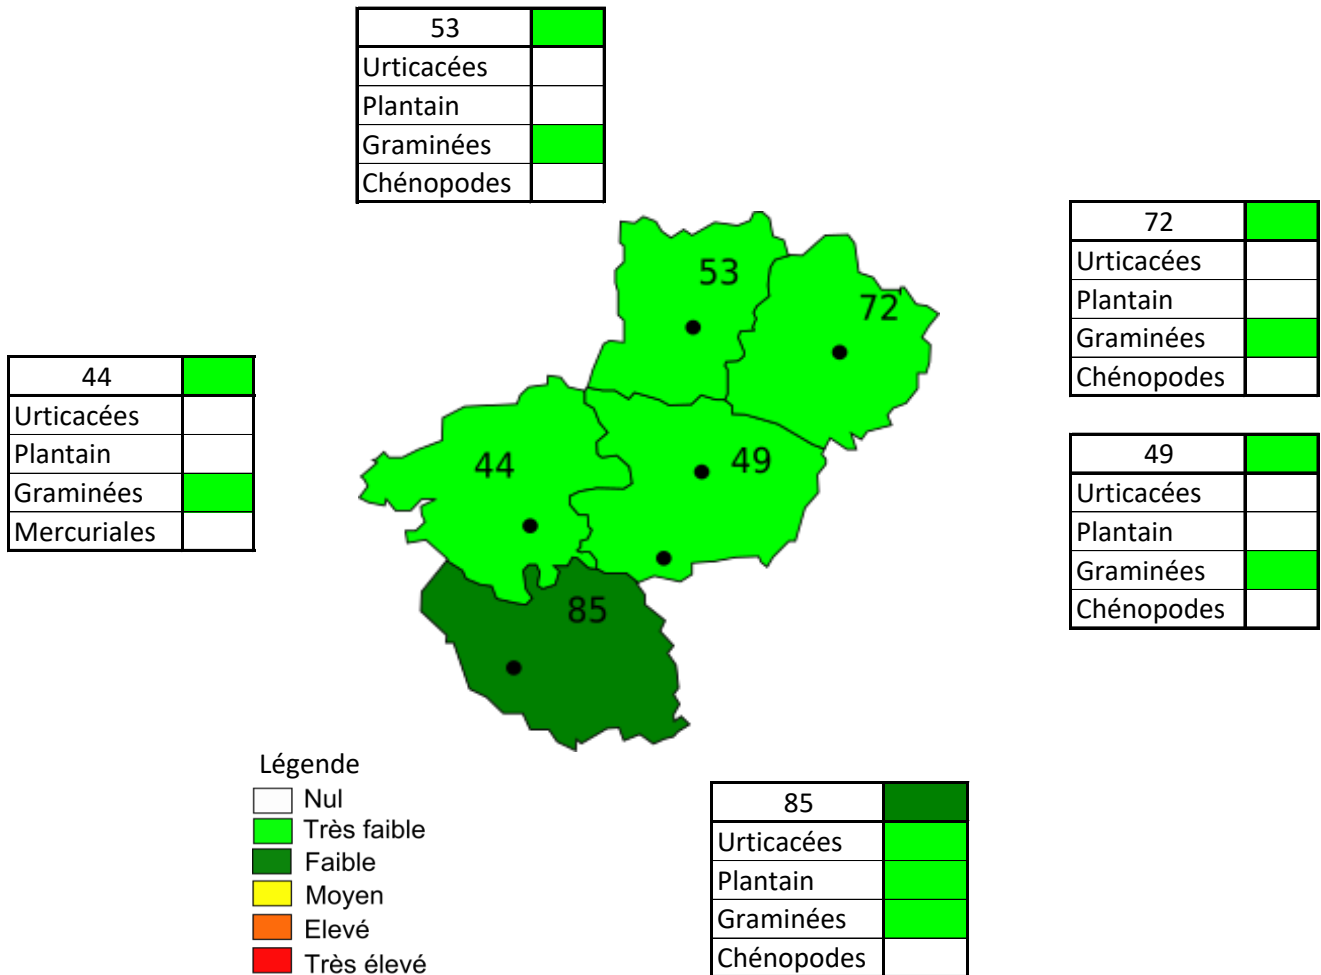 53
Urticacées
Plantain
Graminées
Chénopodes
72
Urticacées
Plantain
Graminées
Chénopodes
53
72
44
Urticacées
Plantain
Graminées
Mercuriales
44
49
49
Urticacées
Plantain
Graminées
Chénopodes
85
Légende
Nul
Très faible
Faible
Moyen
Elevé
Très élevé
85
Urticacées
Plantain
Graminées
Chénopodes